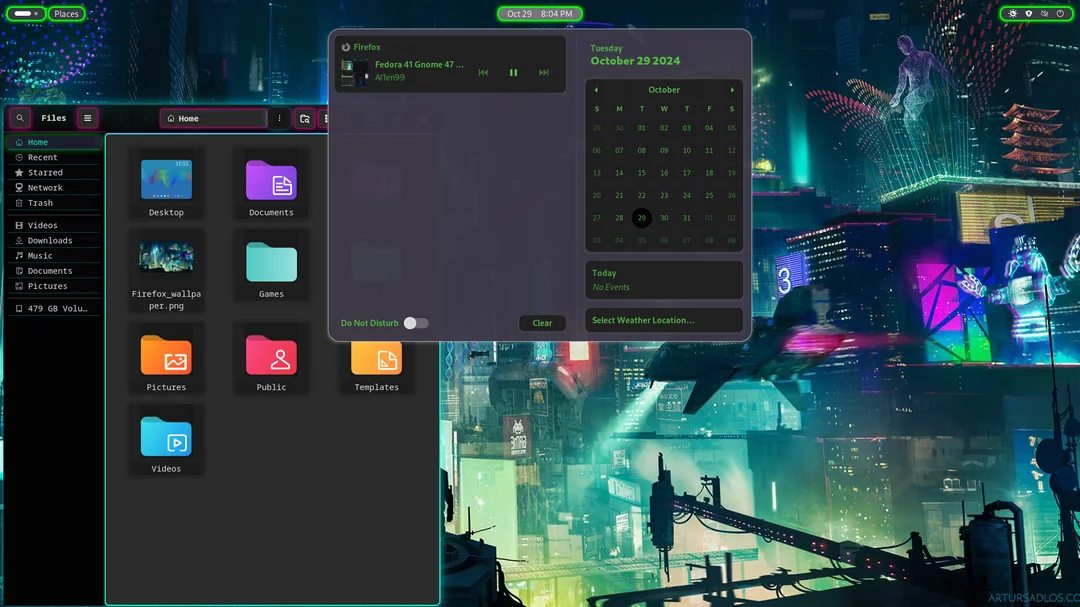 Places
Oct 29 8:04 PM
Files
Home
Home
Recent
Starred
Network
Trash
Videos
Downloads
Music
Documents
Pictures
479 GB Volu...
Desktop
Documents
Firefox_wallpa
per.png
Games
Pictures
Public
Templates
Videos
Firefox
Fedora 41 Gnome 47 ...
Al1en99
Do Not Disturb
Clear
Tuesday
October 29 2024
October
S M T W T F S
29 30 01 02 03 04 05
06 07 08 09 10 11 12
13 14 15 16 17 18 19
20 21 22 23 24 25 26
27 28 29 30 31 01 02
03 04 05 06 07 08 09
Today
No Events
Select Weather Location...
3
ARTURSADLOS.CO